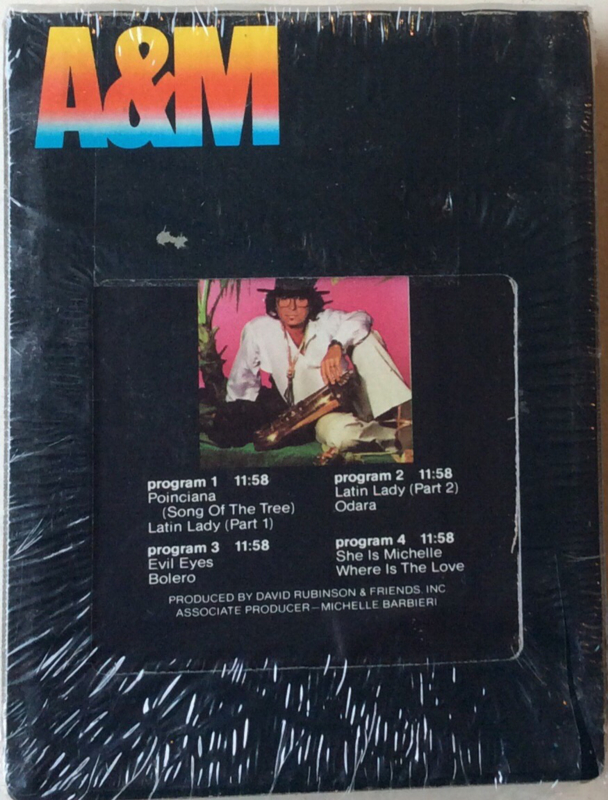 A&M
program 1 11:58
Poinciana
(Song Of The Tree)
Latin Lady (Part 1)
program 2 11:58
Latin Lady (Part 2)
Odara
program 3 11:58
Evil Eyes
Bolero
program 4 11:58
She Is Michelle
Where Is The Love
PRODUCED BY DAVID RUBINSON & FRIENDS, INC
ASSOCIATE PRODUCER—MICHELLE BARBIERI